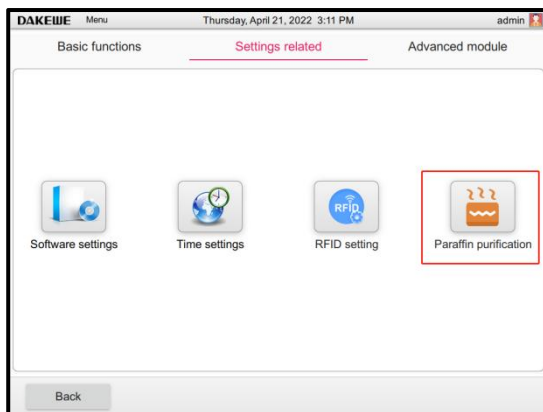 DAKEWE Menu Thursday, April 21, 2022 3:11 PM admin
Basic functions Settings related Advanced module
RFID
Software settings Time settings RFID setting Paraffin purification
Back